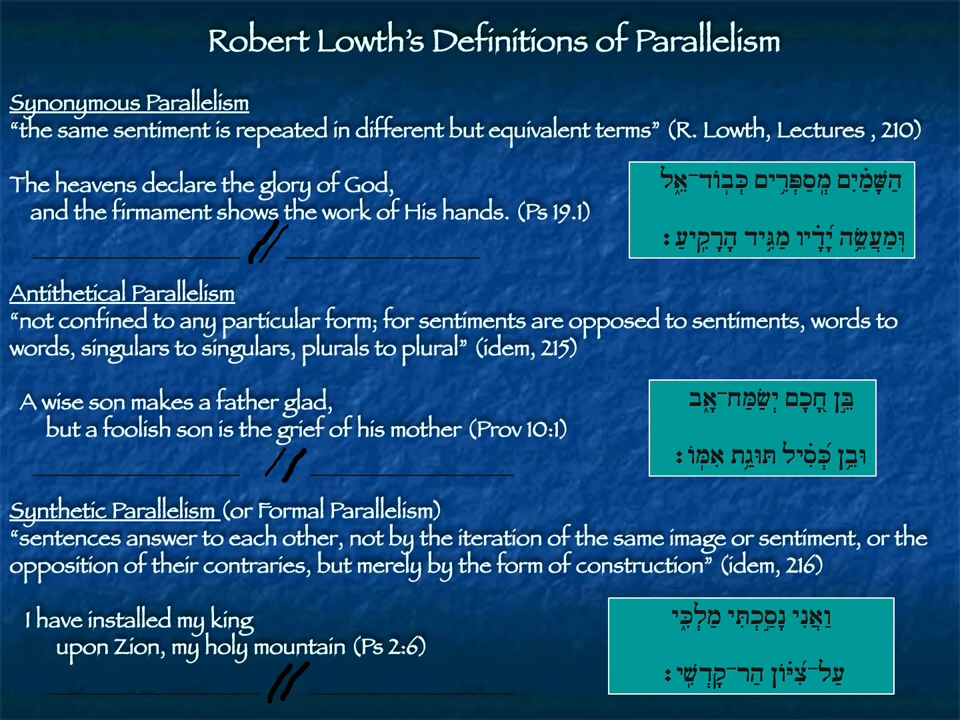 Robert Lowth’s Definitions of Parallelism
Synonymous Parallelism
“the same sentiment is repeated in different but equivalent terms” (R. Lowth, Lectures , 210)
The heavens declare the glory of God,
and the firmament shows the work of His hands. (Ps 19.1)
הַשָּׁמַ֗יִם מְֽסַפְּרִ֥ים כְּבֽוֹד־אֵ֑ל
וּֽמַעֲשֵׂ֥ה יָ֝דָ֗יו מַגִּ֥יד הָרָקִֽיעַ׃
Antithetical Parallelism
“not confined to any particular form; for sentiments are opposed to sentiments, words to
words, singulars to singulars, plurals to plural” (idem, 215)
A wise son makes a father glad,
but a foolish son is the grief of his mother (Prov 10:1)
בֵּ֣ן חָ֭כָם יְשַׂמַּח־אָ֑ב
וּבֵ֥ן כְּ֝סִ֗יל תּוּגַ֥ת אִמּֽוֹ׃
Synthetic Parallelism (or Formal Parallelism)
“sentences answer to each other, not by the iteration of the same image or sentiment, or the
opposition of their contraries, but merely by the form of construction” (idem, 216)
I have installed my king
upon Zion, my holy mountain (Ps 2:6)
וַ֭אֲנִי נָסַ֣כְתִּי מַלְכִּ֑י
עַל־צִ֝יּ֗וֹן הַר־קָדְשִֽׁי׃